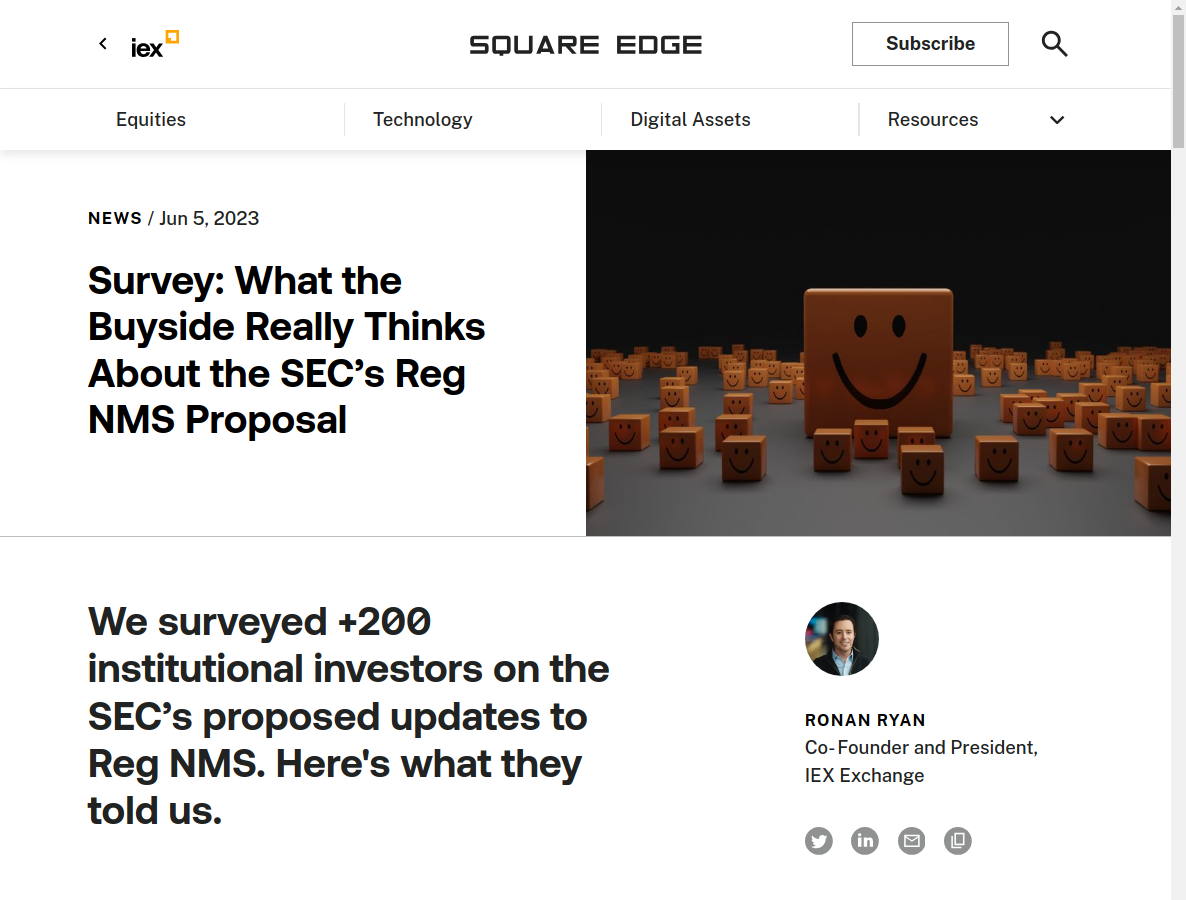 iex
SQUARE EDGE
Subscribe
Equities
Technology
Digital Assets
Resources
NEWS / Jun 5, 2023
Survey: What the
Buyside Really Thinks
About the SEC’s Reg
NMS Proposal
We surveyed +200
institutional investors on the
SEC’s proposed updates to
Reg NMS. Here's what they
told us.
RONAN RYAN
Co-Founder and President,
IEX Exchange
in